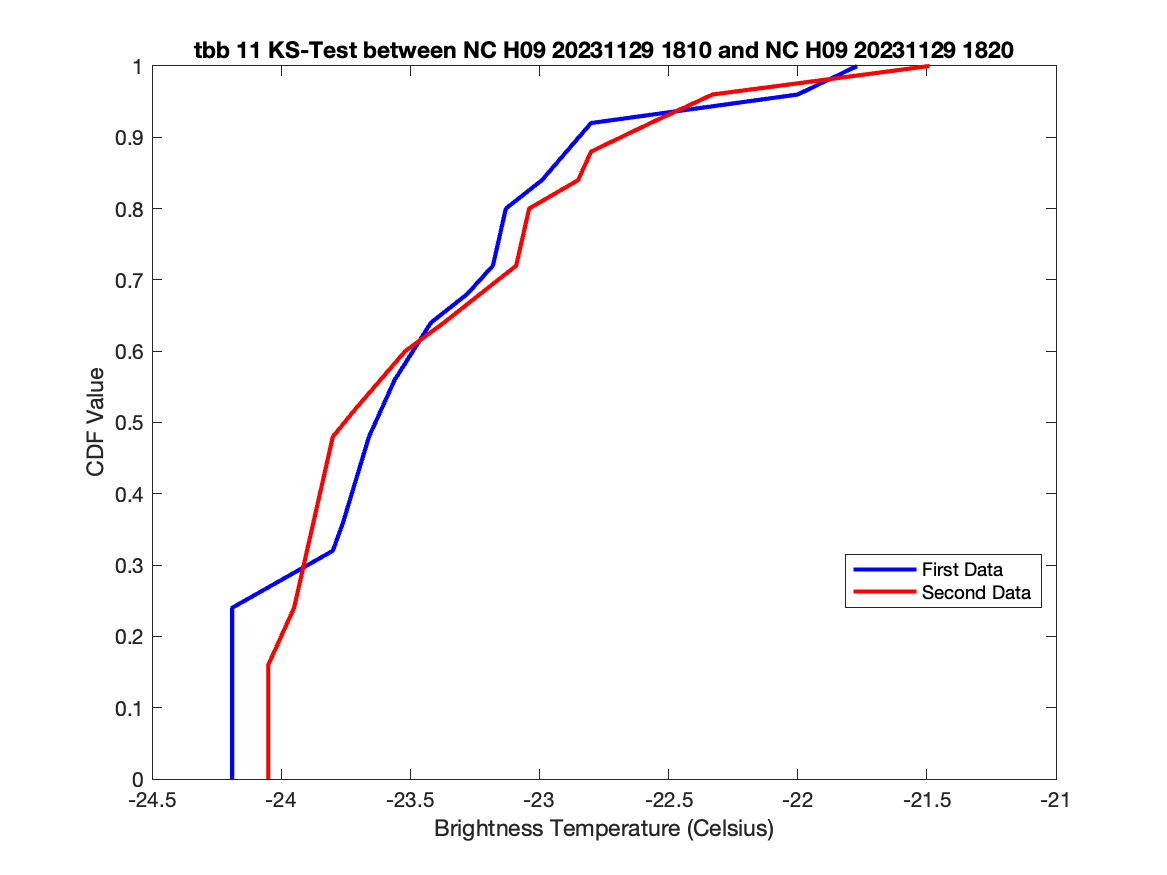 tbb 11 KS-Test between NC H09 20231129 1810 and NC H09 20231129 1820
1
0.9
0.8
0.7
0.6
0.5
0.4
0.3
0.2
0.1
0
CDF Value
First Data
Second Data
-24.5 -24 -23.5 -23 -22.5 -22 -21.5 -21
Brightness Temperature (Celsius)